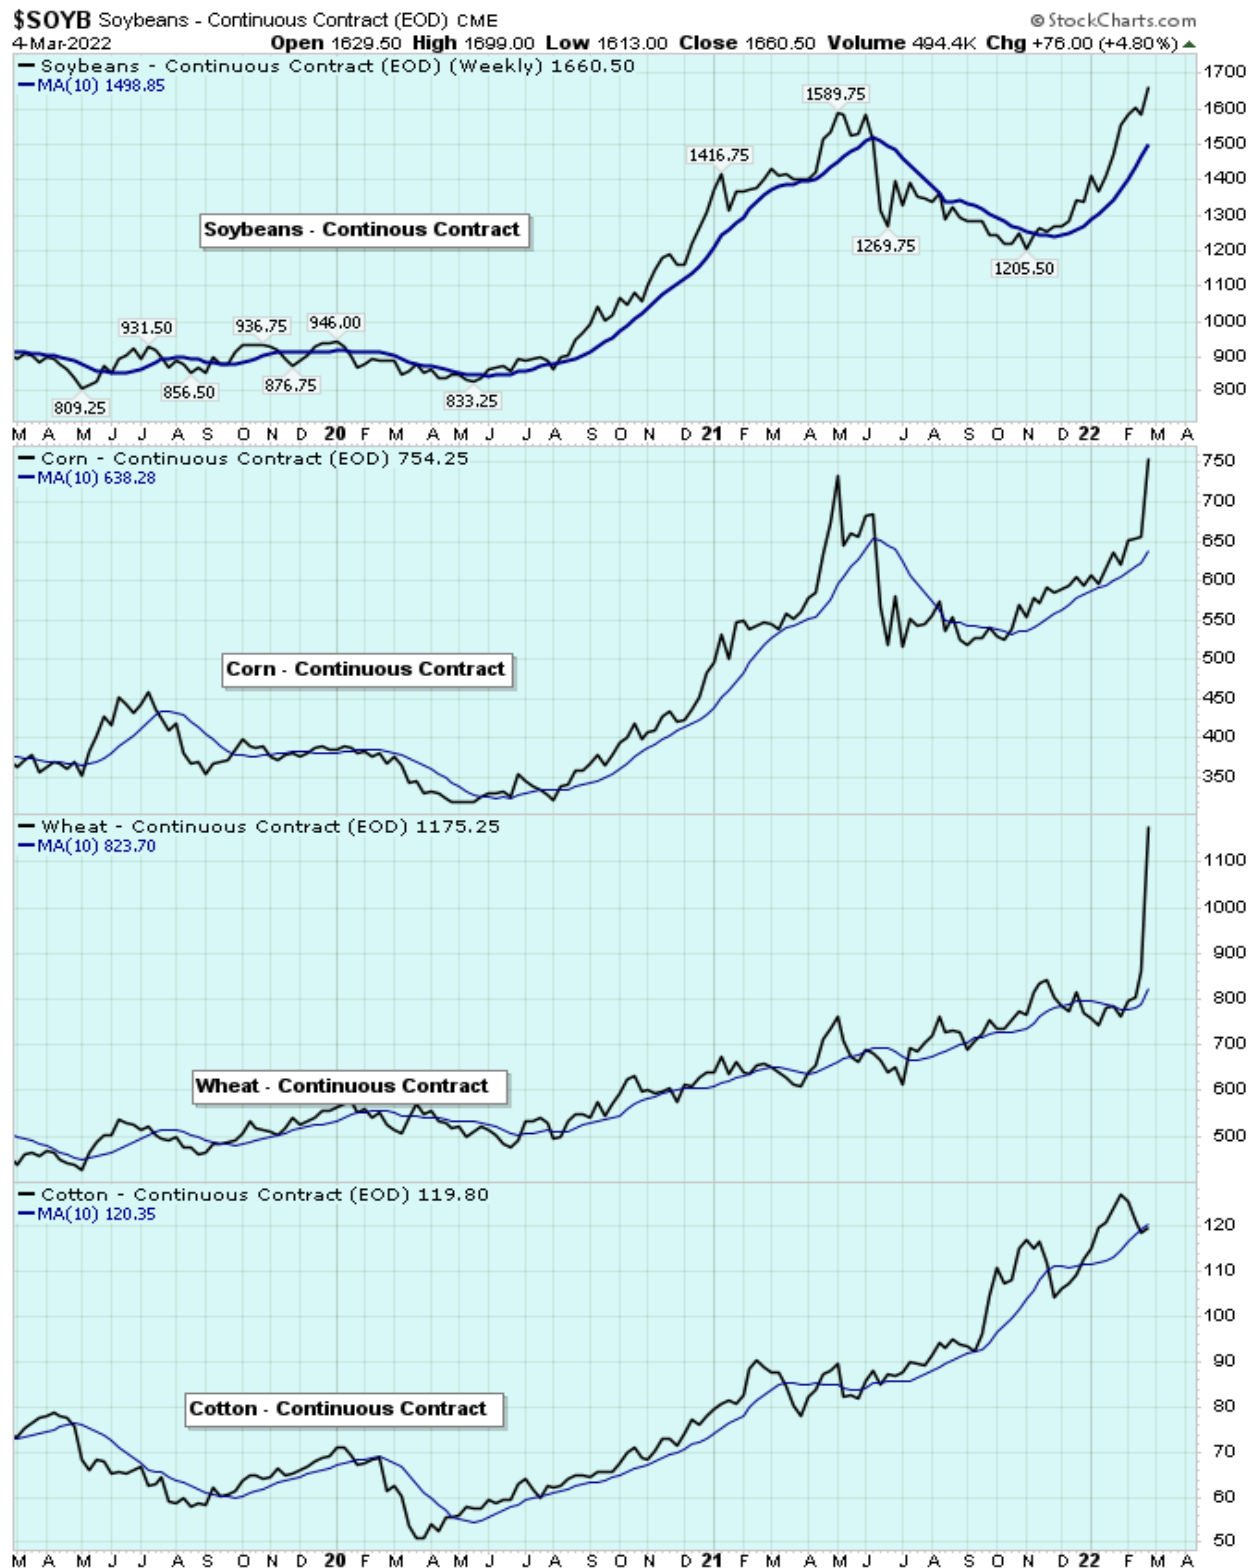 $SOYB Soybeans - Continuous Contract (EOD) CME © StockCharts.com
4-Mar-2022 Open 1629.50 High 1699.00 Low 1613.00 Close 1660.50 Volume 494.4K Chg +76.00 (+4.80%)
Soybeans - Continuous Contract (EOD) (Weekly) 1660.50
MA(10) 1498.85
1700
1589.75
1600
1500
1416.75
1400
1300
Soybeans - Continous Contract
1269.75
1200
1205.50
1100
931.50 936.75 946.00
1000
900
856.50 876.75
809.25 833.25
800
M A M J J A S O N D 20 F M A M J J A S O N D 21 F M A M J J A S O N D 22 F M A
Corn - Continuous Contract (EOD) 754.25
MA(10) 638.28
750
700
650
600
550
Corn - Continuous Contract
500
450
400
350
Wheat - Continuous Contract (EOD) 1175.25
MA(10) 823.70
1100
1000
900
800
700
Wheat - Continuous Contract
600
500
Cotton - Continuous Contract (EOD) 119.80
MA(10) 120.35
120
110
100
90
Cotton - Continuous Contract
80
70
60
50
M A M J J A S O N D 20 F M A M J J A S O N D 21 F M A M J J A S O N D 22 F M A